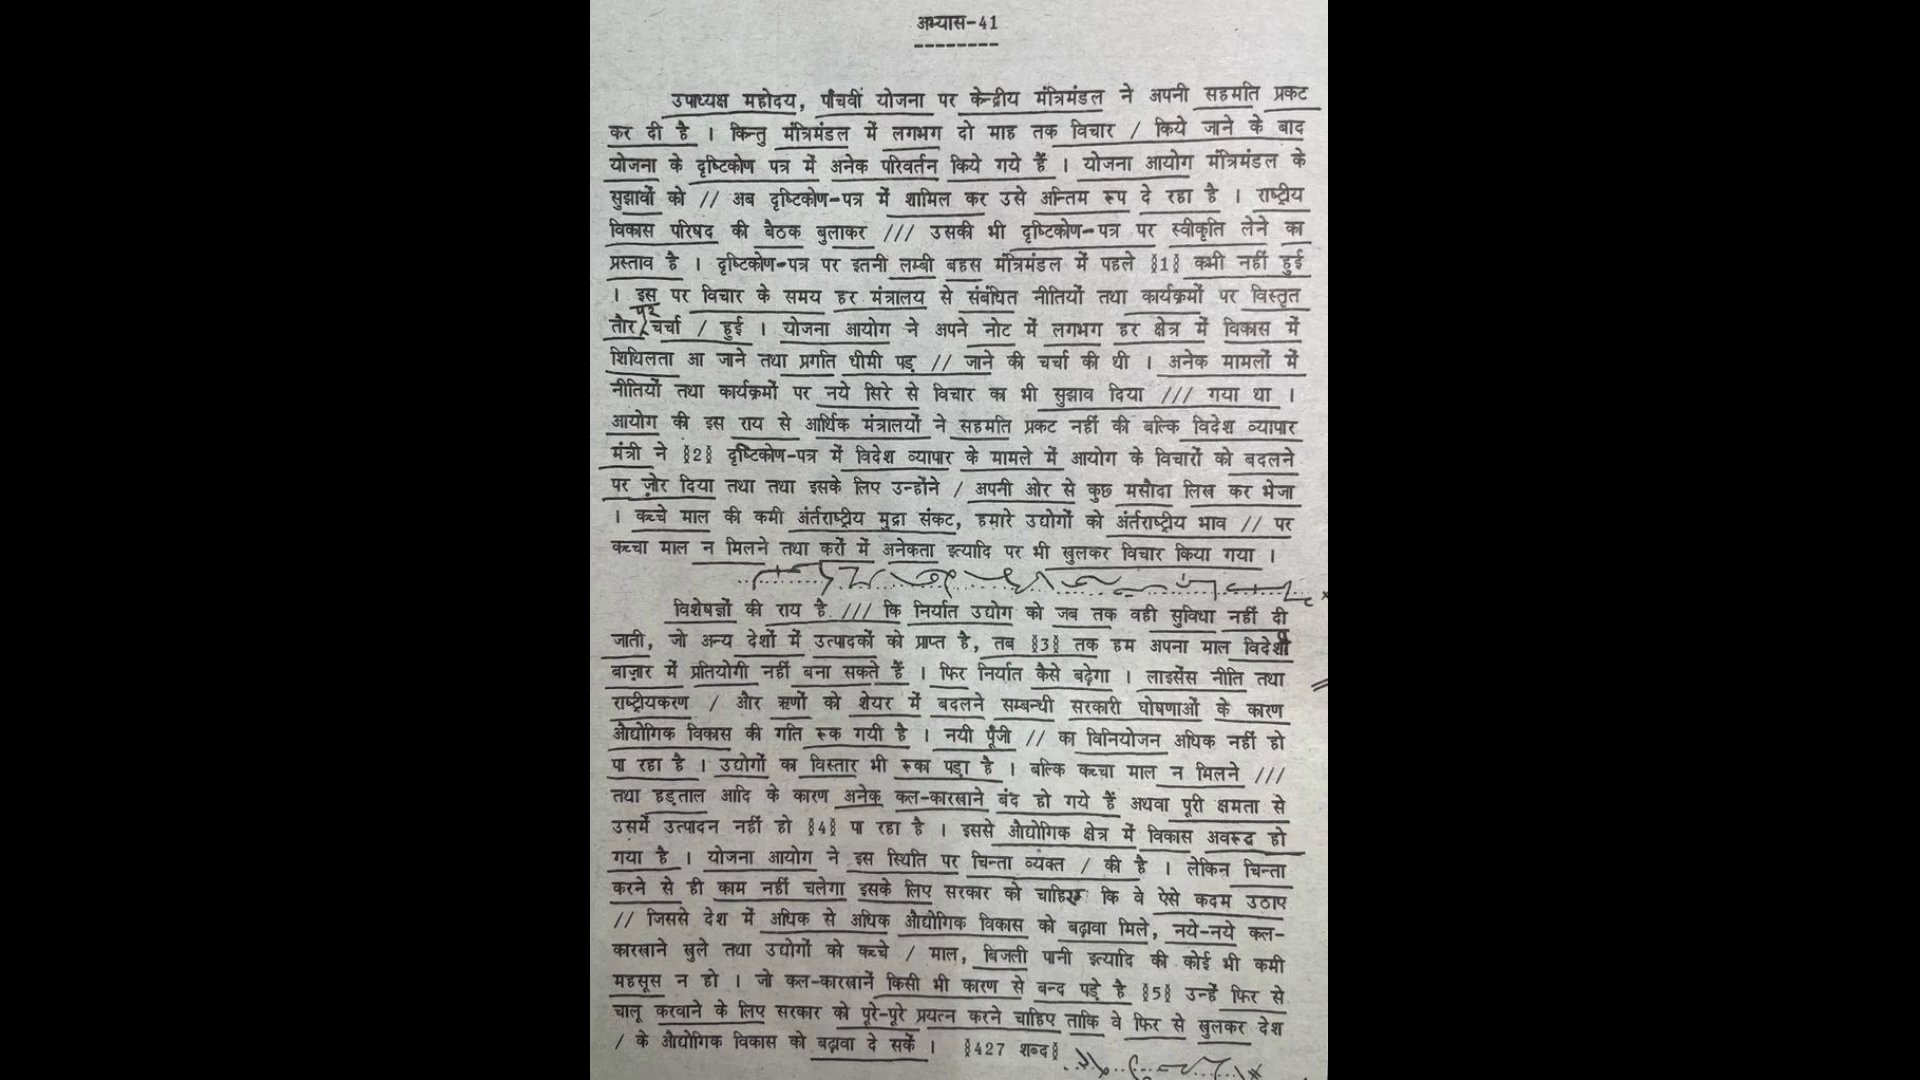 अभ्यास-41
उपाध्यक्ष महोदय, पाँचवीं योजना पर केन्द्रीय मंत्रिमंडल ने अपनी सहमति प्रकट
कर दी है । किन्तु मंत्रिमंडल में लगभग दो माह तक विचार / किये जाने के बाद
योजना के दृष्टिकोण पत्र में अनेक परिवर्तन किये गये हैं । योजना आयोग मंत्रिमंडल के
सुझावों को // अब दृष्टिकोण-पत्र में शामिल कर उसे अन्तिम रूप दे रहा है । राष्ट्रीय
विकास परिषद की बैठक बुलाकर /// उसकी भी दृष्टिकोण-पत्र पर स्वीकृति लेने का
प्रस्ताव है । दृष्टिकोण-पत्र पर इतनी लम्बी बहस मंत्रिमंडल में पहले §1§ कभी नहीं हुई
। इस पर विचार के समय हर मंत्रालय से संबंधित नीतियों तथा कार्यक्रमों पर विस्तृत
तौर पर चर्चा / हुई । योजना आयोग ने अपने नोट में लगभग हर क्षेत्र में विकास में
शिथिलता आ जाने तथा प्रगति धीमी पड़ // जाने की चर्चा की थी । अनेक मामलों में
नीतियों तथा कार्यक्रमों पर नये सिरे से विचार का भी सुझाव दिया /// गया था ।
आयोग की इस राय से आर्थिक मंत्रालयों ने सहमति प्रकट नहीं की बल्कि विदेश व्यापार
मंत्री ने §2§ दृष्टिकोण-पत्र में विदेश व्यापार के मामले में आयोग के विचारों को बदलने
पर ज़ोर दिया तथा तथा इसके लिए उन्होंने / अपनी ओर से कुछ मसौदा लिख कर भेजा
। कच्चे माल की कमी अंर्तराष्ट्रीय मुद्रा संकट, हमारे उद्योगों को अंर्तराष्ट्रीय भाव // पर
कच्चा माल न मिलने तथा करों में अनेकता इत्यादि पर भी खुलकर विचार किया गया ।
विशेषज्ञों की राय है /// कि निर्यात उद्योग को जब तक वही सुविधा नहीं दी
जाती, जो अन्य देशों में उत्पादकों को प्राप्त है, तब §3§ तक हम अपना माल विदेशी
बाज़ार में प्रतियोगी नहीं बना सकते हैं । फिर निर्यात कैसे बढ़ेगा । लाइसेंस नीति तथा
राष्ट्रीयकरण / और ऋणों को शेयर में बदलने सम्बन्धी सरकारी घोषणाओं के कारण
औद्योगिक विकास की गति रूक गयी है । नयी पूँजी // का विनियोजन अधिक नहीं हो
पा रहा है । उद्योगों का विस्तार भी रूका पड़ा है । बल्कि कच्चा माल न मिलने ///
तथा हड़ताल आदि के कारण अनेक कल-कारखाने बंद हो गये हैं अथवा पूरी क्षमता से
उसमें उत्पादन नहीं हो §4§ पा रहा है । इससे औद्योगिक क्षेत्र में विकास अवरूद्ध हो
गया है । योजना आयोग ने इस स्थिति पर चिन्ता व्यक्त / की है । लेकिन चिन्ता
करने से ही काम नहीं चलेगा इसके लिए सरकार को चाहिए कि वे ऐसे कदम उठाए
// जिससे देश में अधिक से अधिक औद्योगिक विकास को बढ़ावा मिले, नये-नये कल-
कारखाने खुले तथा उद्योगों को कच्चे / माल, बिजली पानी इत्यादि की कोई भी कमी
महसूस न हो । जो कल-कारखानें किसी भी कारण से बन्द पड़े है §5§ उन्हें फिर से
चालू करवाने के लिए सरकार को पूरे-पूरे प्रयत्न करने चाहिए ताकि वे फिर से खुलकर देश
/ के औद्योगिक विकास को बढ़ावा दे सकें । §427 शब्द§